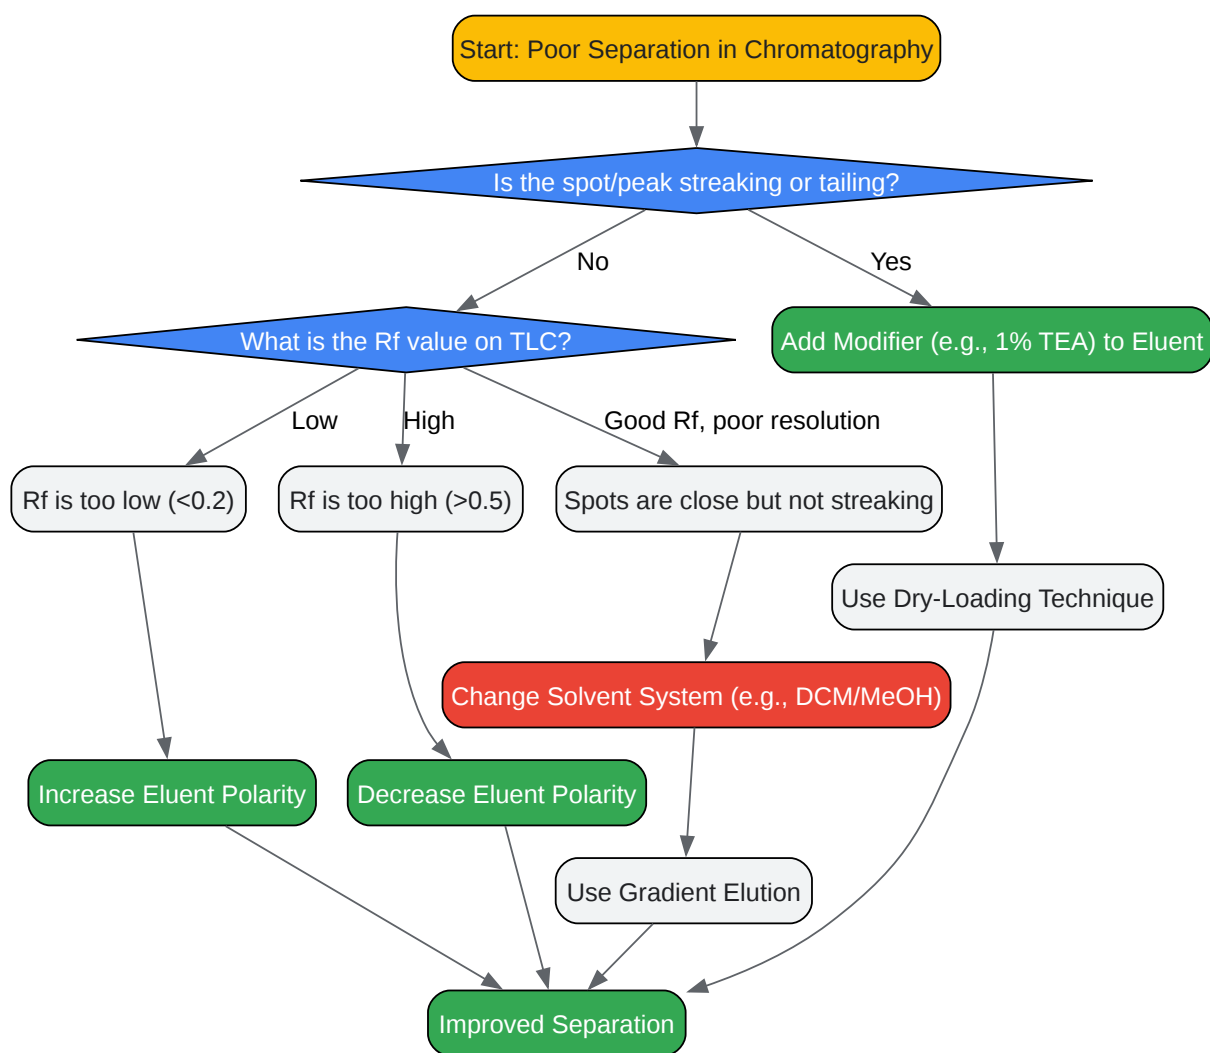 Start: Poor Separation in Chromatography
Is the spot/peak streaking or tailing?
No
Yes
What is the Rf value on TLC?
Add Modifier (e.g., 1% TEA) to Eluent
Low
High
Good Rf, poor resolution
Rf is too low (<0.2)
Rf is too high (>0.5)
Spots are close but not streaking
Use Dry-Loading Technique
Change Solvent System (e.g., DCM/MeOH)
Increase Eluent Polarity
Decrease Eluent Polarity
Use Gradient Elution
Improved Separation